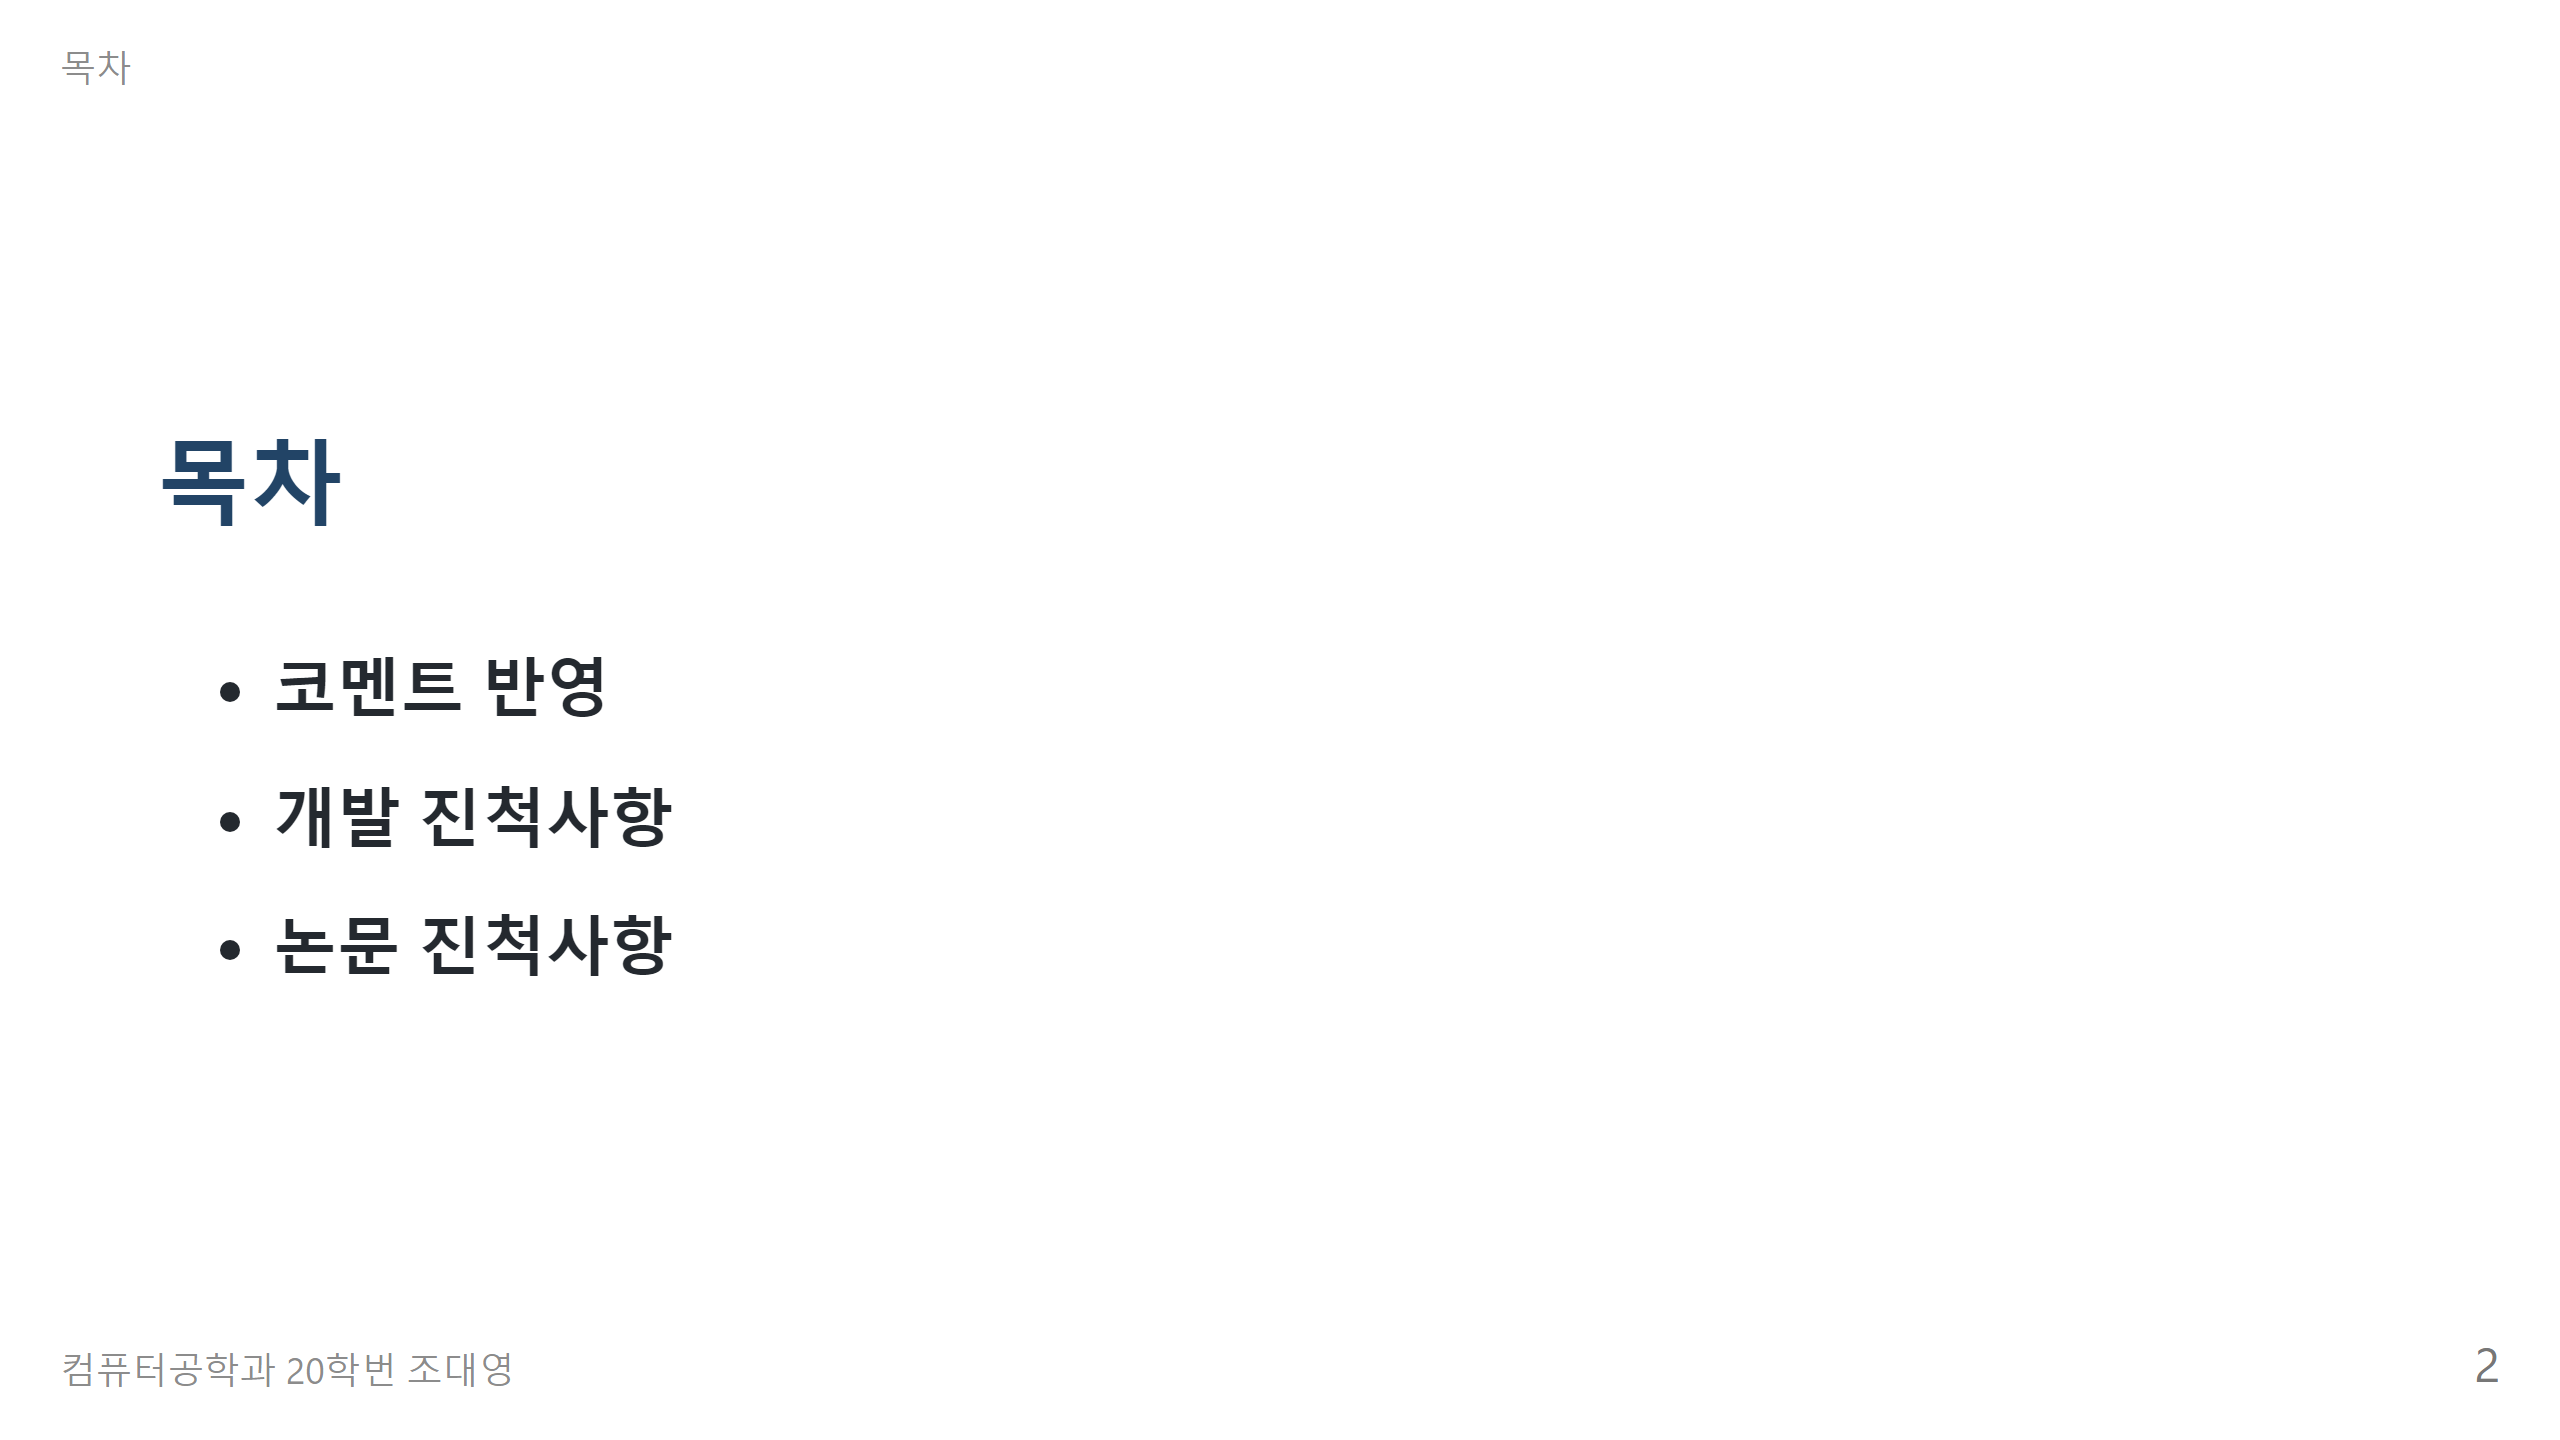 목차
목차
• 코멘트 반영
• 개발 진척사항
• 논문 진척사항
컴퓨터공학과 20학번 조대영
2